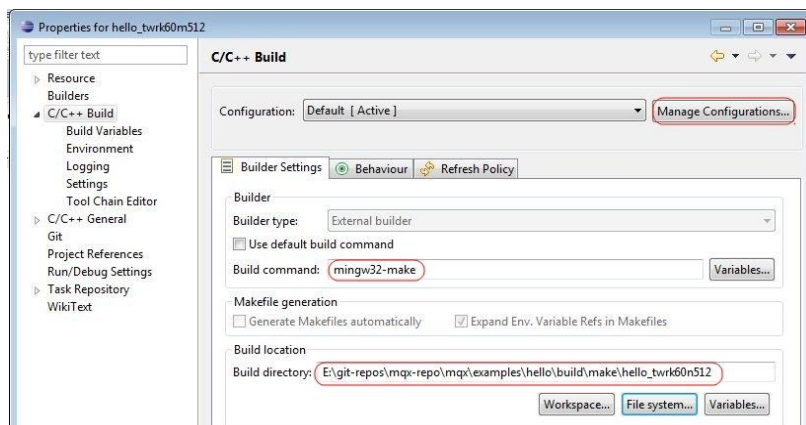 Properties for hello_twrk60m512
type filter text
Resource
Builders
C/C++ Build
Build Variables
Environment
Logging
Settings
Tool Chain Editor
C/C++ General
Git
Project References
Run/Debug Settings
Task Repository
WikiText
C/C++ Build
Configuration: Default [ Active ] Manage Configurations...
Builder Settings Behaviour Refresh Policy
Builder
Builder type: External builder
Use default build command
Build command: mingw32-make Variables...
Makefile generation
Generate Makefiles automatically Expand Env. Variable Refs in Makefiles
Build location
Build directory: E:\git-repos\mqx-repo\mqx\examples\hello\build\make\hello_twrk60n512
Workspace... File system... Variables...